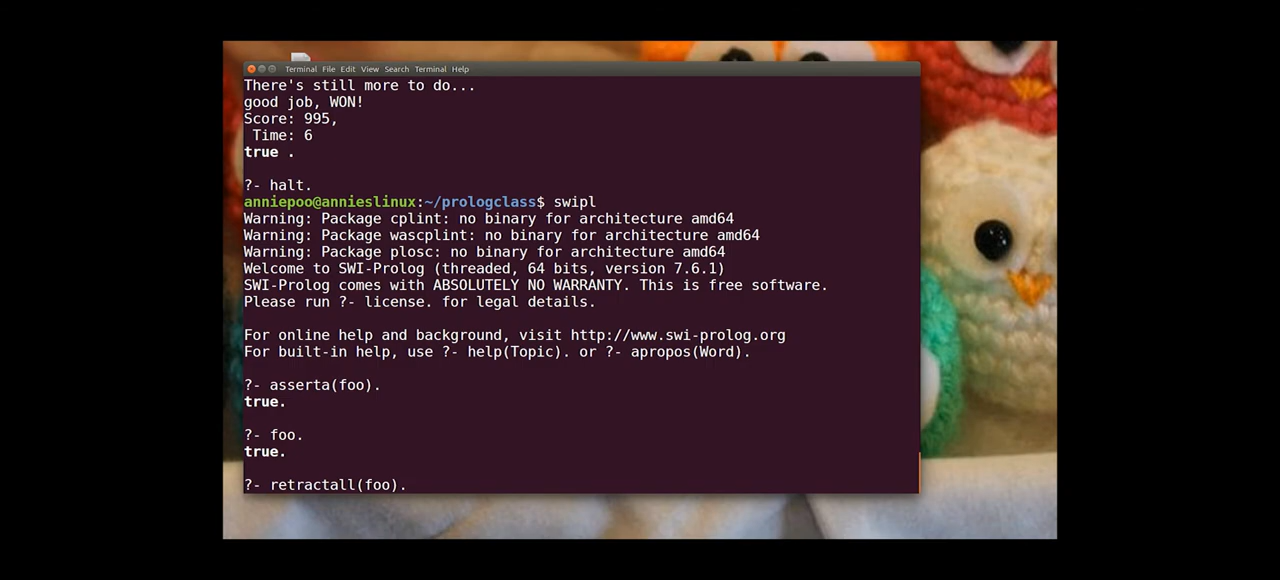 Terminal File Edit View Search Terminal Help
There's still more to do...
good job, WON!
Score: 995,
 Time: 6
true .
?- halt.
anniepoo@annieslinux:~/prologclass$ swipl
Warning: Package cplint: no binary for architecture amd64
Warning: Package wascplint: no binary for architecture amd64
Warning: Package plosc: no binary for architecture amd64
Welcome to SWI-Prolog (threaded, 64 bits, version 7.6.1)
SWI-Prolog comes with ABSOLUTELY NO WARRANTY. This is free software.
Please run ?- license. for legal details.
For online help and background, visit http://www.swi-prolog.org
For built-in help, use ?- help(Topic). or ?- apropos(Word).
?- asserta(foo).
true.
?- foo.
true.
?- retractall(foo).